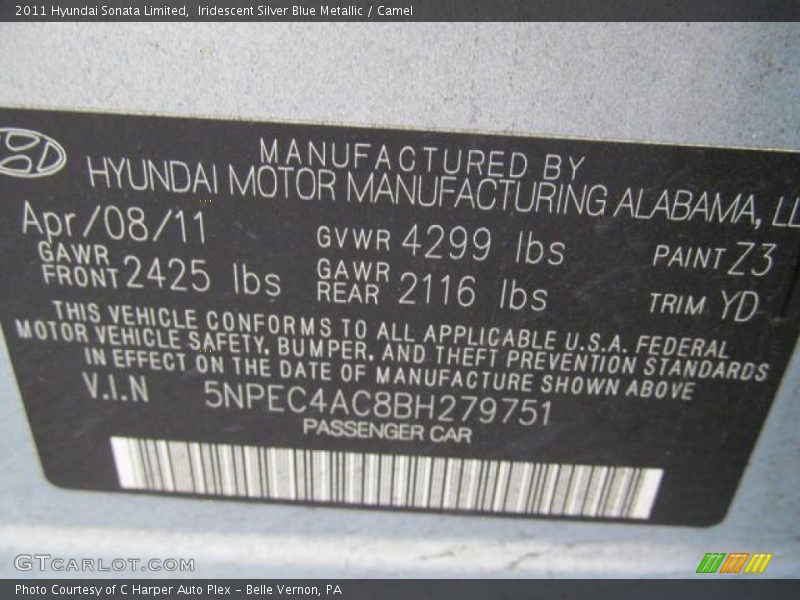 2011 Hyundai Sonata Limited, Iridescent Silver Blue Metallic / Camel
MANUFACTURED BY
HYUNDAI MOTOR MANUFACTURING ALABAMA, LL
Apr/08/11 GVWR 4299 lbs PAINT Z3
GAWR FRONT 2425 lbs GAWR REAR 2116 lbs TRIM YD
THIS VEHICLE CONFORMS TO ALL APPLICABLE U.S.A. FEDERAL
MOTOR VEHICLE SAFETY, BUMPER, AND THEFT PREVENTION STANDARDS
IN EFFECT ON THE DATE OF MANUFACTURE SHOWN ABOVE
V.I.N 5NPEC4AC8BH279751
PASSENGER CAR
GTCARLOT.COM
Photo Courtesy of C Harper Auto Plex - Belle Vernon, PA